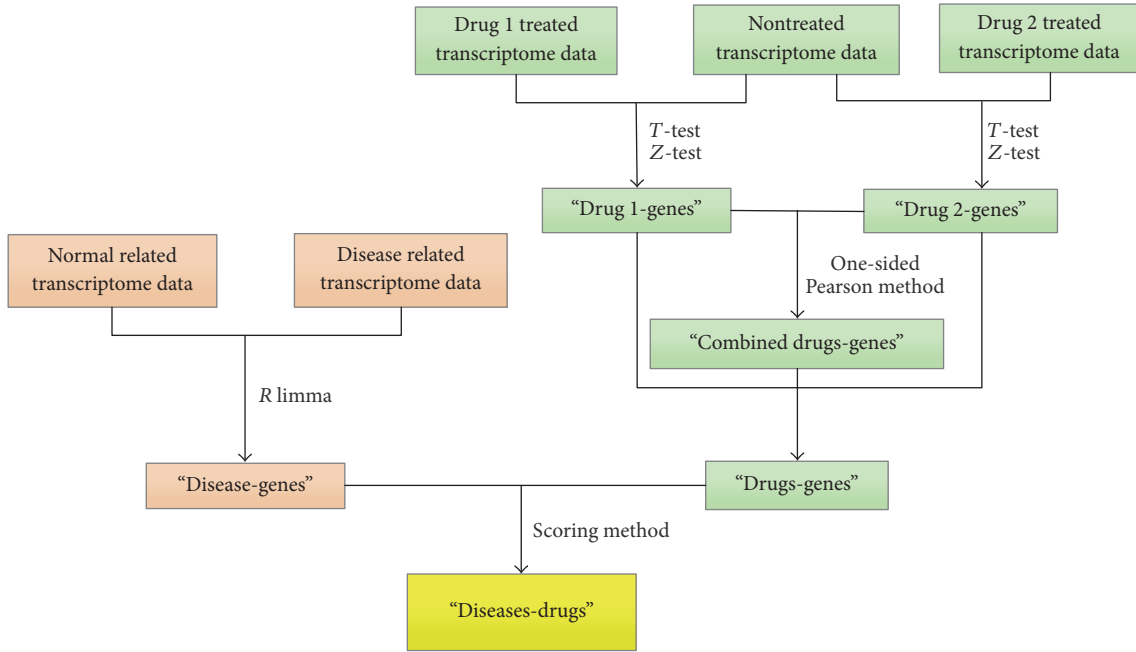 Drug 1 treated
transcriptome data
Nontreated
transcriptome data
Drug 2 treated
transcriptome data
T-test
Z-test
T-test
Z-test
“Drug 1-genes”
“Drug 2-genes”
Normal related
transcriptome data
Disease related
transcriptome data
One-sided
Pearson method
“Combined drugs-genes”
R limma
“Disease-genes”
“Drugs-genes”
Scoring method
“Diseases-drugs”